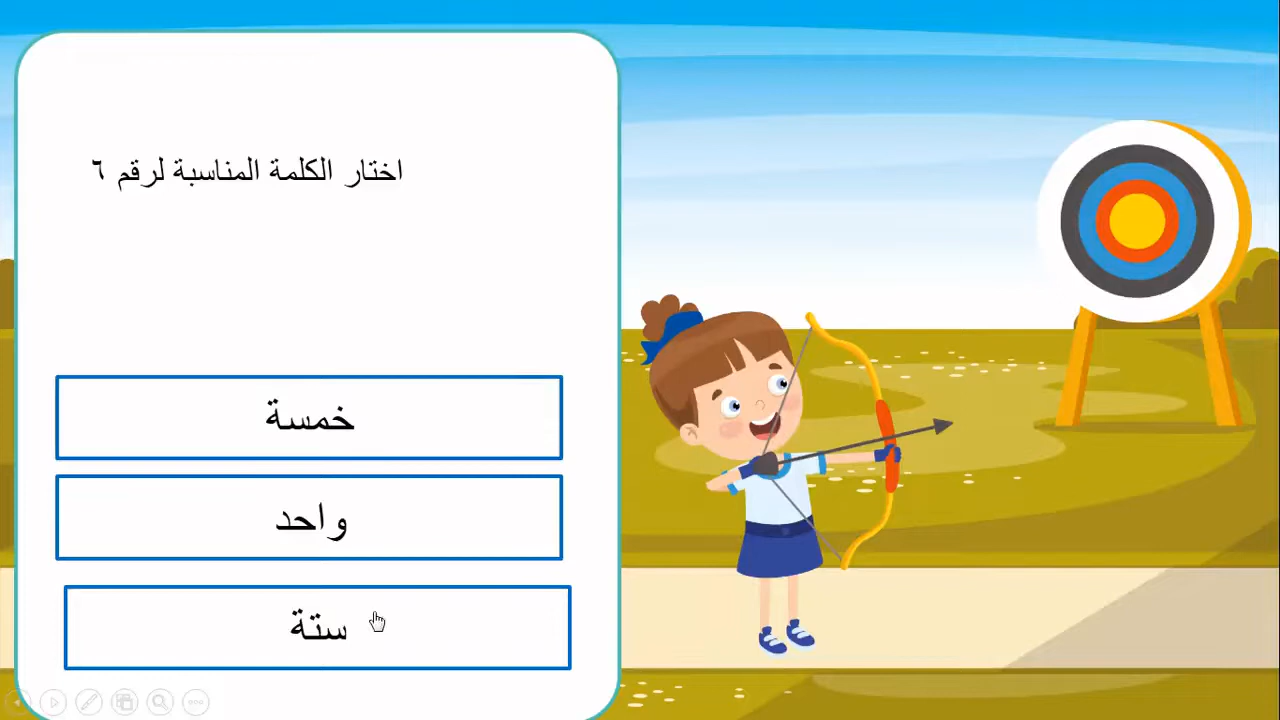 اختار الكلمة المناسبة لرقم ٦
خمسة
واحد
ستة